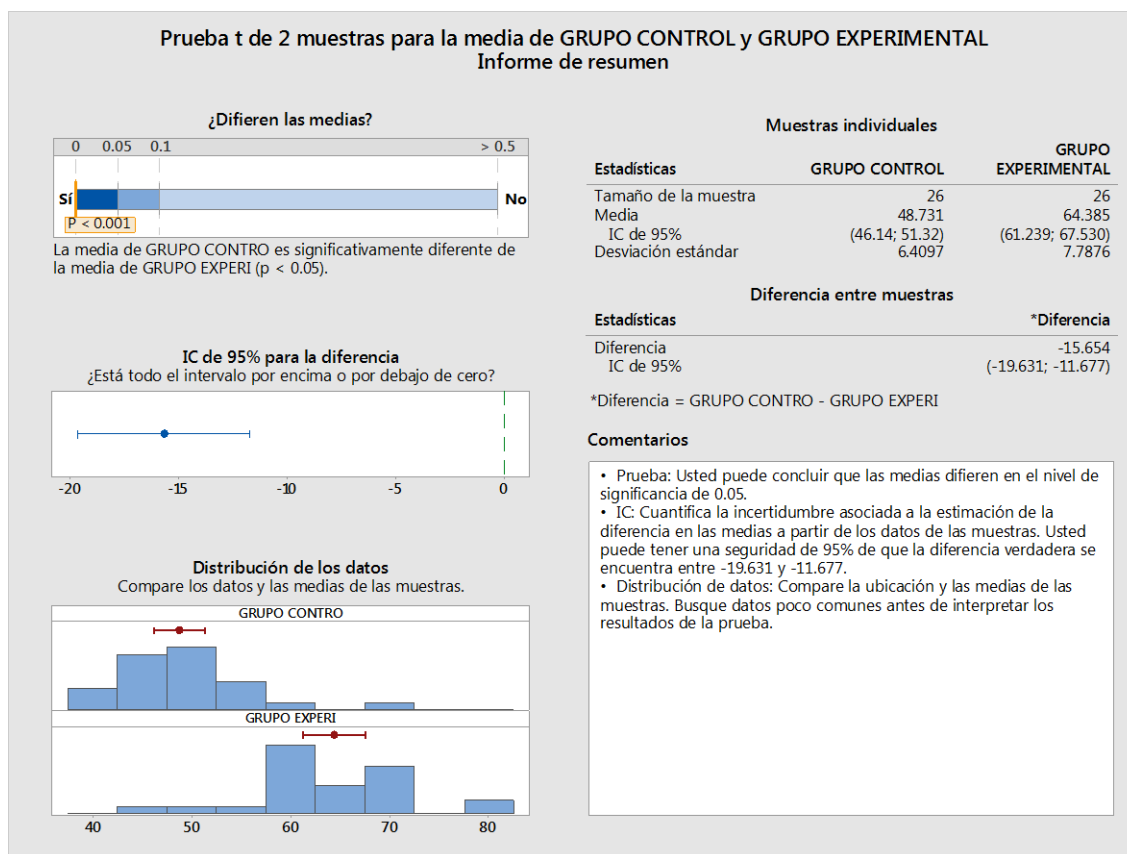 Prueba t de 2 muestras para la media de GRUPO CONTROL y GRUPO EXPERIMENTAL
Informe de resumen
¿Difieren las medias?
0 0.05 0.1 > 0.5
Sí No
P < 0.001
La media de GRUPO CONTRO es significativamente diferente de
la media de GRUPO EXPERI (p < 0.05).
IC de 95% para la diferencia
¿Está todo el intervalo por encima o por debajo de cero?
-20 -15 -10 -5 0
Distribución de los datos
Compare los datos y las medias de las muestras.
GRUPO CONTRO
GRUPO EXPERI
40 50 60 70 80
Muestras individuales
GRUPO
Estadísticas GRUPO CONTROL EXPERIMENTAL
Tamaño de la muestra 26 26
Media 48.731 64.385
IC de 95% (46.14; 51.32) (61.239; 67.530)
Desviación estándar 6.4097 7.7876
Diferencia entre muestras
Estadísticas *Diferencia
Diferencia -15.654
IC de 95% (-19.631; -11.677)
*Diferencia = GRUPO CONTRO - GRUPO EXPERI
Comentarios
• Prueba: Usted puede concluir que las medias difieren en el nivel de
significancia de 0.05.
• IC: Cuantifica la incertidumbre asociada a la estimación de la
diferencia en las medias a partir de los datos de las muestras. Usted
puede tener una seguridad de 95% de que la diferencia verdadera se
encuentra entre -19.631 y -11.677.
• Distribución de datos: Compare la ubicación y las medias de las
muestras. Busque datos poco comunes antes de interpretar los
resultados de la prueba.